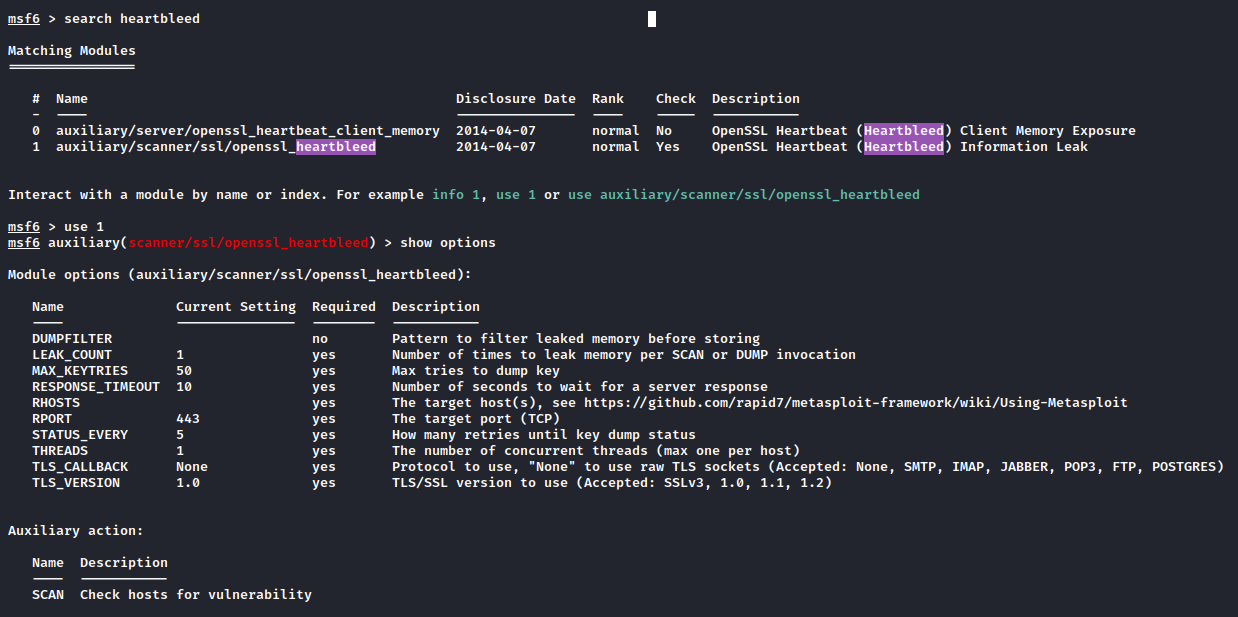 msf6 > search heartbleed
Matching Modules
================
#  Name                                              Disclosure Date  Rank    Check  Description
-  ----                                              ---------------  ----    -----  -----------
0  auxiliary/server/openssl_heartbeat_client_memory  2014-04-07       normal  No     OpenSSL Heartbeat (Heartbleed) Client Memory Exposure
1  auxiliary/scanner/ssl/openssl_heartbleed          2014-04-07       normal  Yes    OpenSSL Heartbeat (Heartbleed) Information Leak
Interact with a module by name or index. For example info 1, use 1 or use auxiliary/scanner/ssl/openssl_heartbleed
msf6 > use 1
msf6 auxiliary(scanner/ssl/openssl_heartbleed) > show options
Module options (auxiliary/scanner/ssl/openssl_heartbleed):
Name              Current Setting  Required  Description
----              ---------------  --------  -----------
DUMPFILTER                         no        Pattern to filter leaked memory before storing
LEAK_COUNT        1                yes       Number of times to leak memory per SCAN or DUMP invocation
MAX_KEYTRIES      50               yes       Max tries to dump key
RESPONSE_TIMEOUT  10               yes       Number of seconds to wait for a server response
RHOSTS                             yes       The target host(s), see https://github.com/rapid7/metasploit-framework/wiki/Using-Metasploit
RPORT             443              yes       The target port (TCP)
STATUS_EVERY      5                yes       How many retries until key dump status
THREADS           1                yes       The number of concurrent threads (max one per host)
TLS_CALLBACK      None             yes       Protocol to use, "None" to use raw TLS sockets (Accepted: None, SMTP, IMAP, JABBER, POP3, FTP, POSTGRES)
TLS_VERSION       1.0              yes       TLS/SSL version to use (Accepted: SSLv3, 1.0, 1.1, 1.2)
Auxiliary action:
Name  Description
----  -----------
SCAN  Check hosts for vulnerability